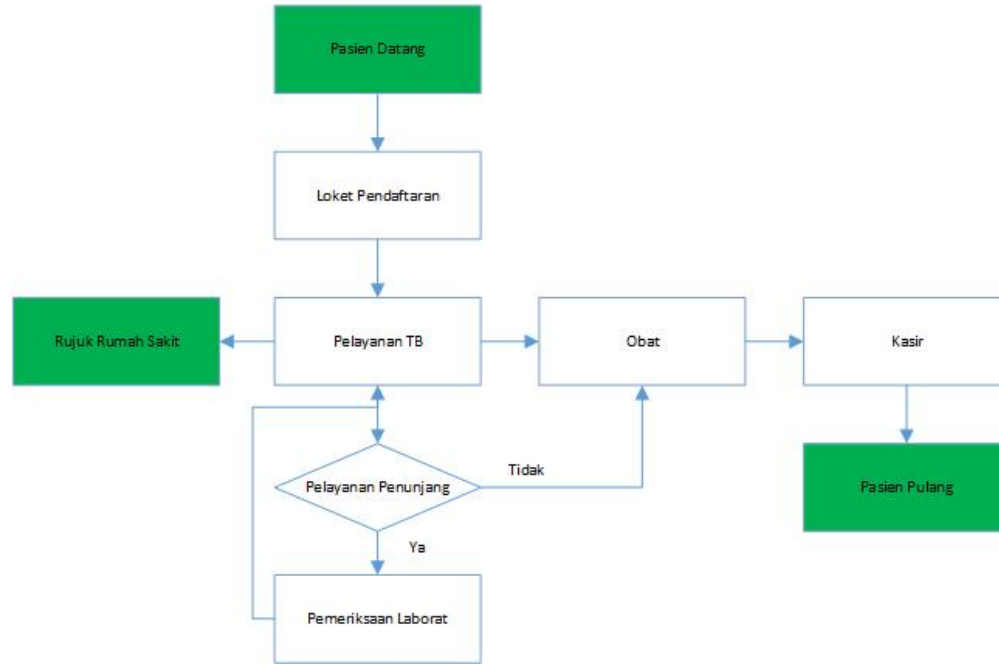 Pasien Datang
Loket Pendaftaran
Rujuk Rumah Sakit
Pelayanan TB
Obat
Kasir
Pelayanan Penunjang
Tidak
Pasien Pulang
Ya
Pemeriksaan Laborat